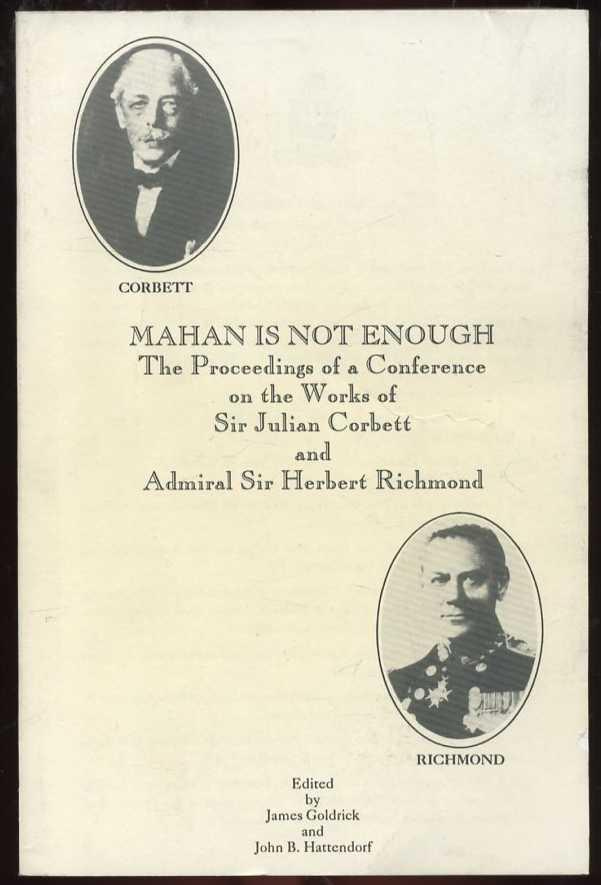 CORBETT
MAHAN IS NOT ENOUGH
The Proceedings of a Conference
on the Works of
Sir Julian Corbett
and
Admiral Sir Herbert Richmond
RICHMOND
Edited
by
James Goldrick
and
John B. Hattendorf